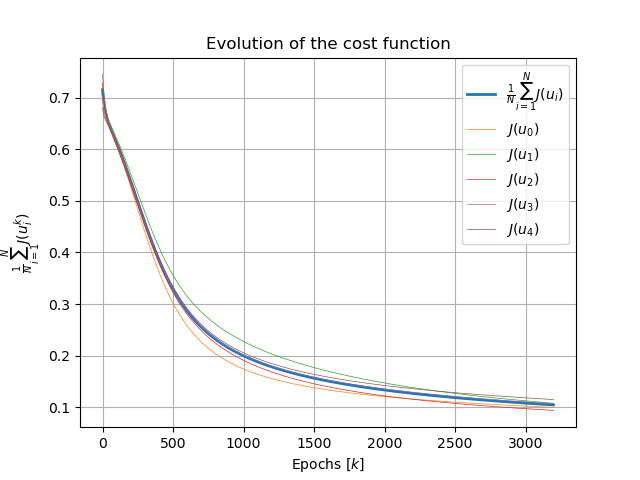 Evolution of the cost function
0.7
0.6
0.5
0.4
0.3
0.2
0.1
0
500
1000
1500
2000
2500
3000
Epochs [k]
1/N ∑_{i=1}^{N} J(u_i^k)
1/N ∑_{i=1}^{N} J(u_i)
J(u_0)
J(u_1)
J(u_2)
J(u_3)
J(u_4)